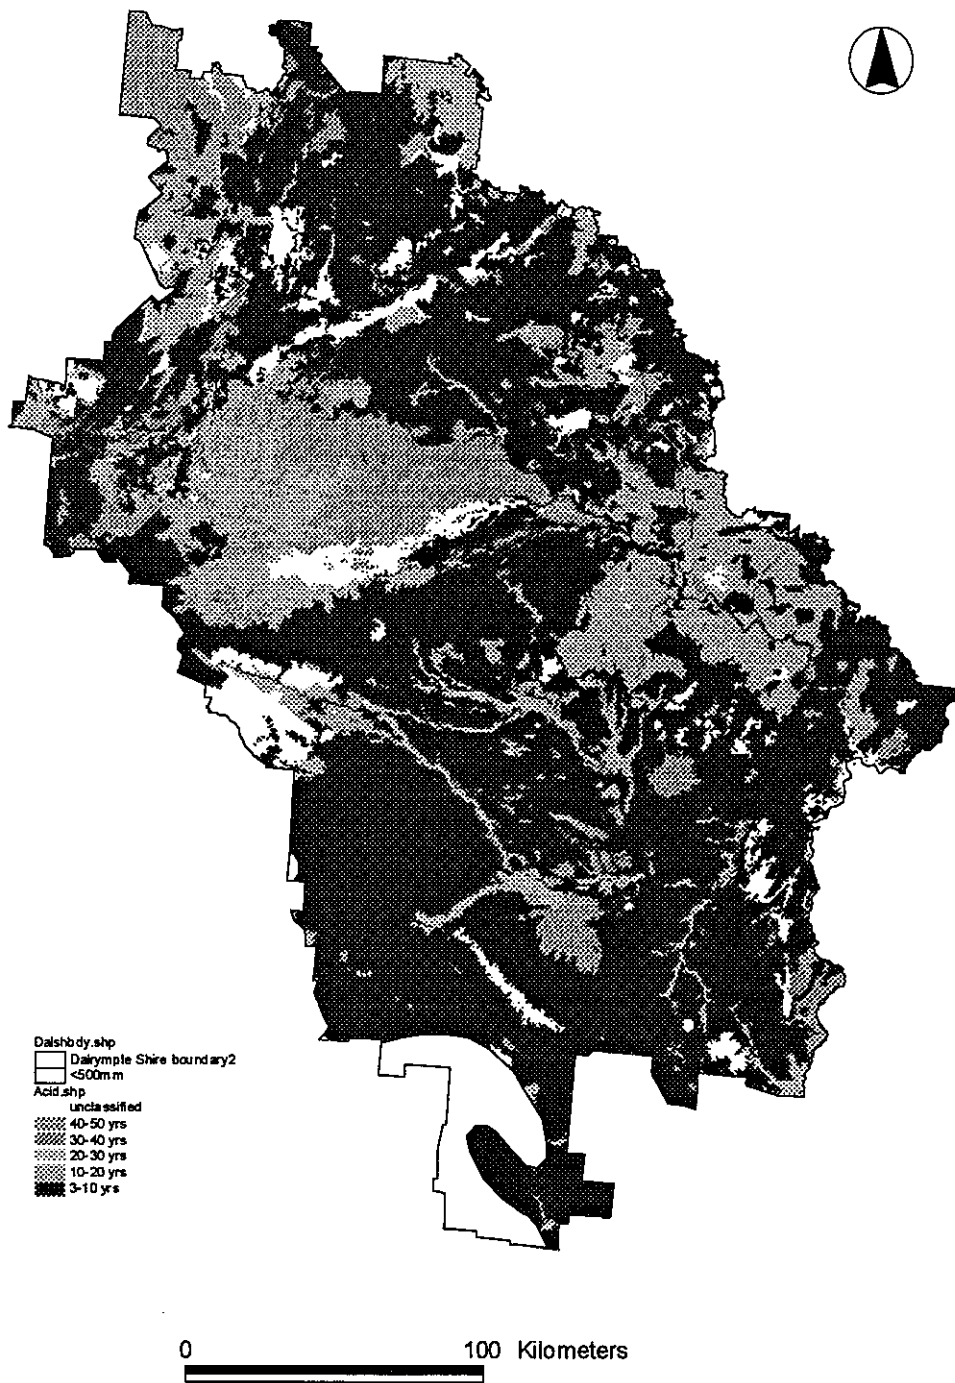 Dalshbdy.shp
Dalrymple Shire boundary2
<500mm
Acid.shp
unclassified
40-50 yrs
30-40 yrs
20-30 yrs
10-20 yrs
3-10 yrs
0 100 Kilometers